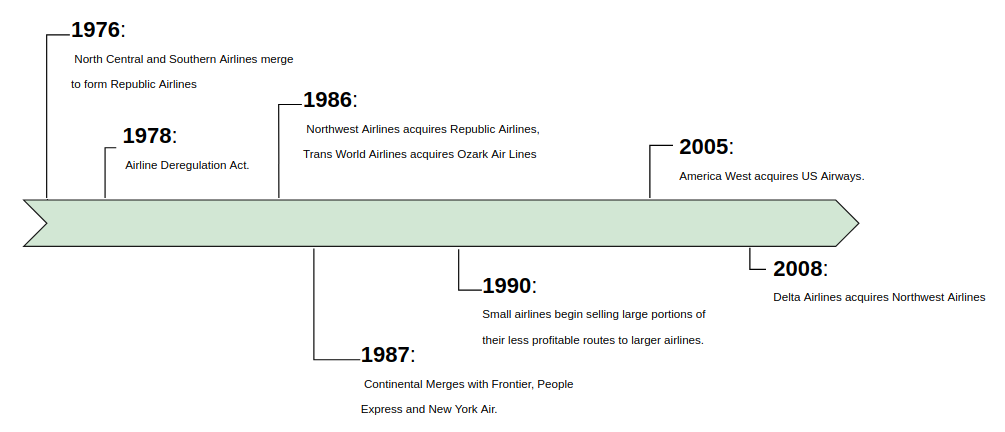 1976:
North Central and Southern Airlines merge
to form Republic Airlines
1978:
Airline Deregulation Act.
1986:
Northwest Airlines acquires Republic Airlines,
Trans World Airlines acquires Ozark Air Lines
1987:
Continental Merges with Frontier, People
Express and New York Air.
1990:
Small airlines begin selling large portions of
their less profitable routes to larger airlines.
2005:
America West acquires US Airways.
2008:
Delta Airlines acquires Northwest Airlines